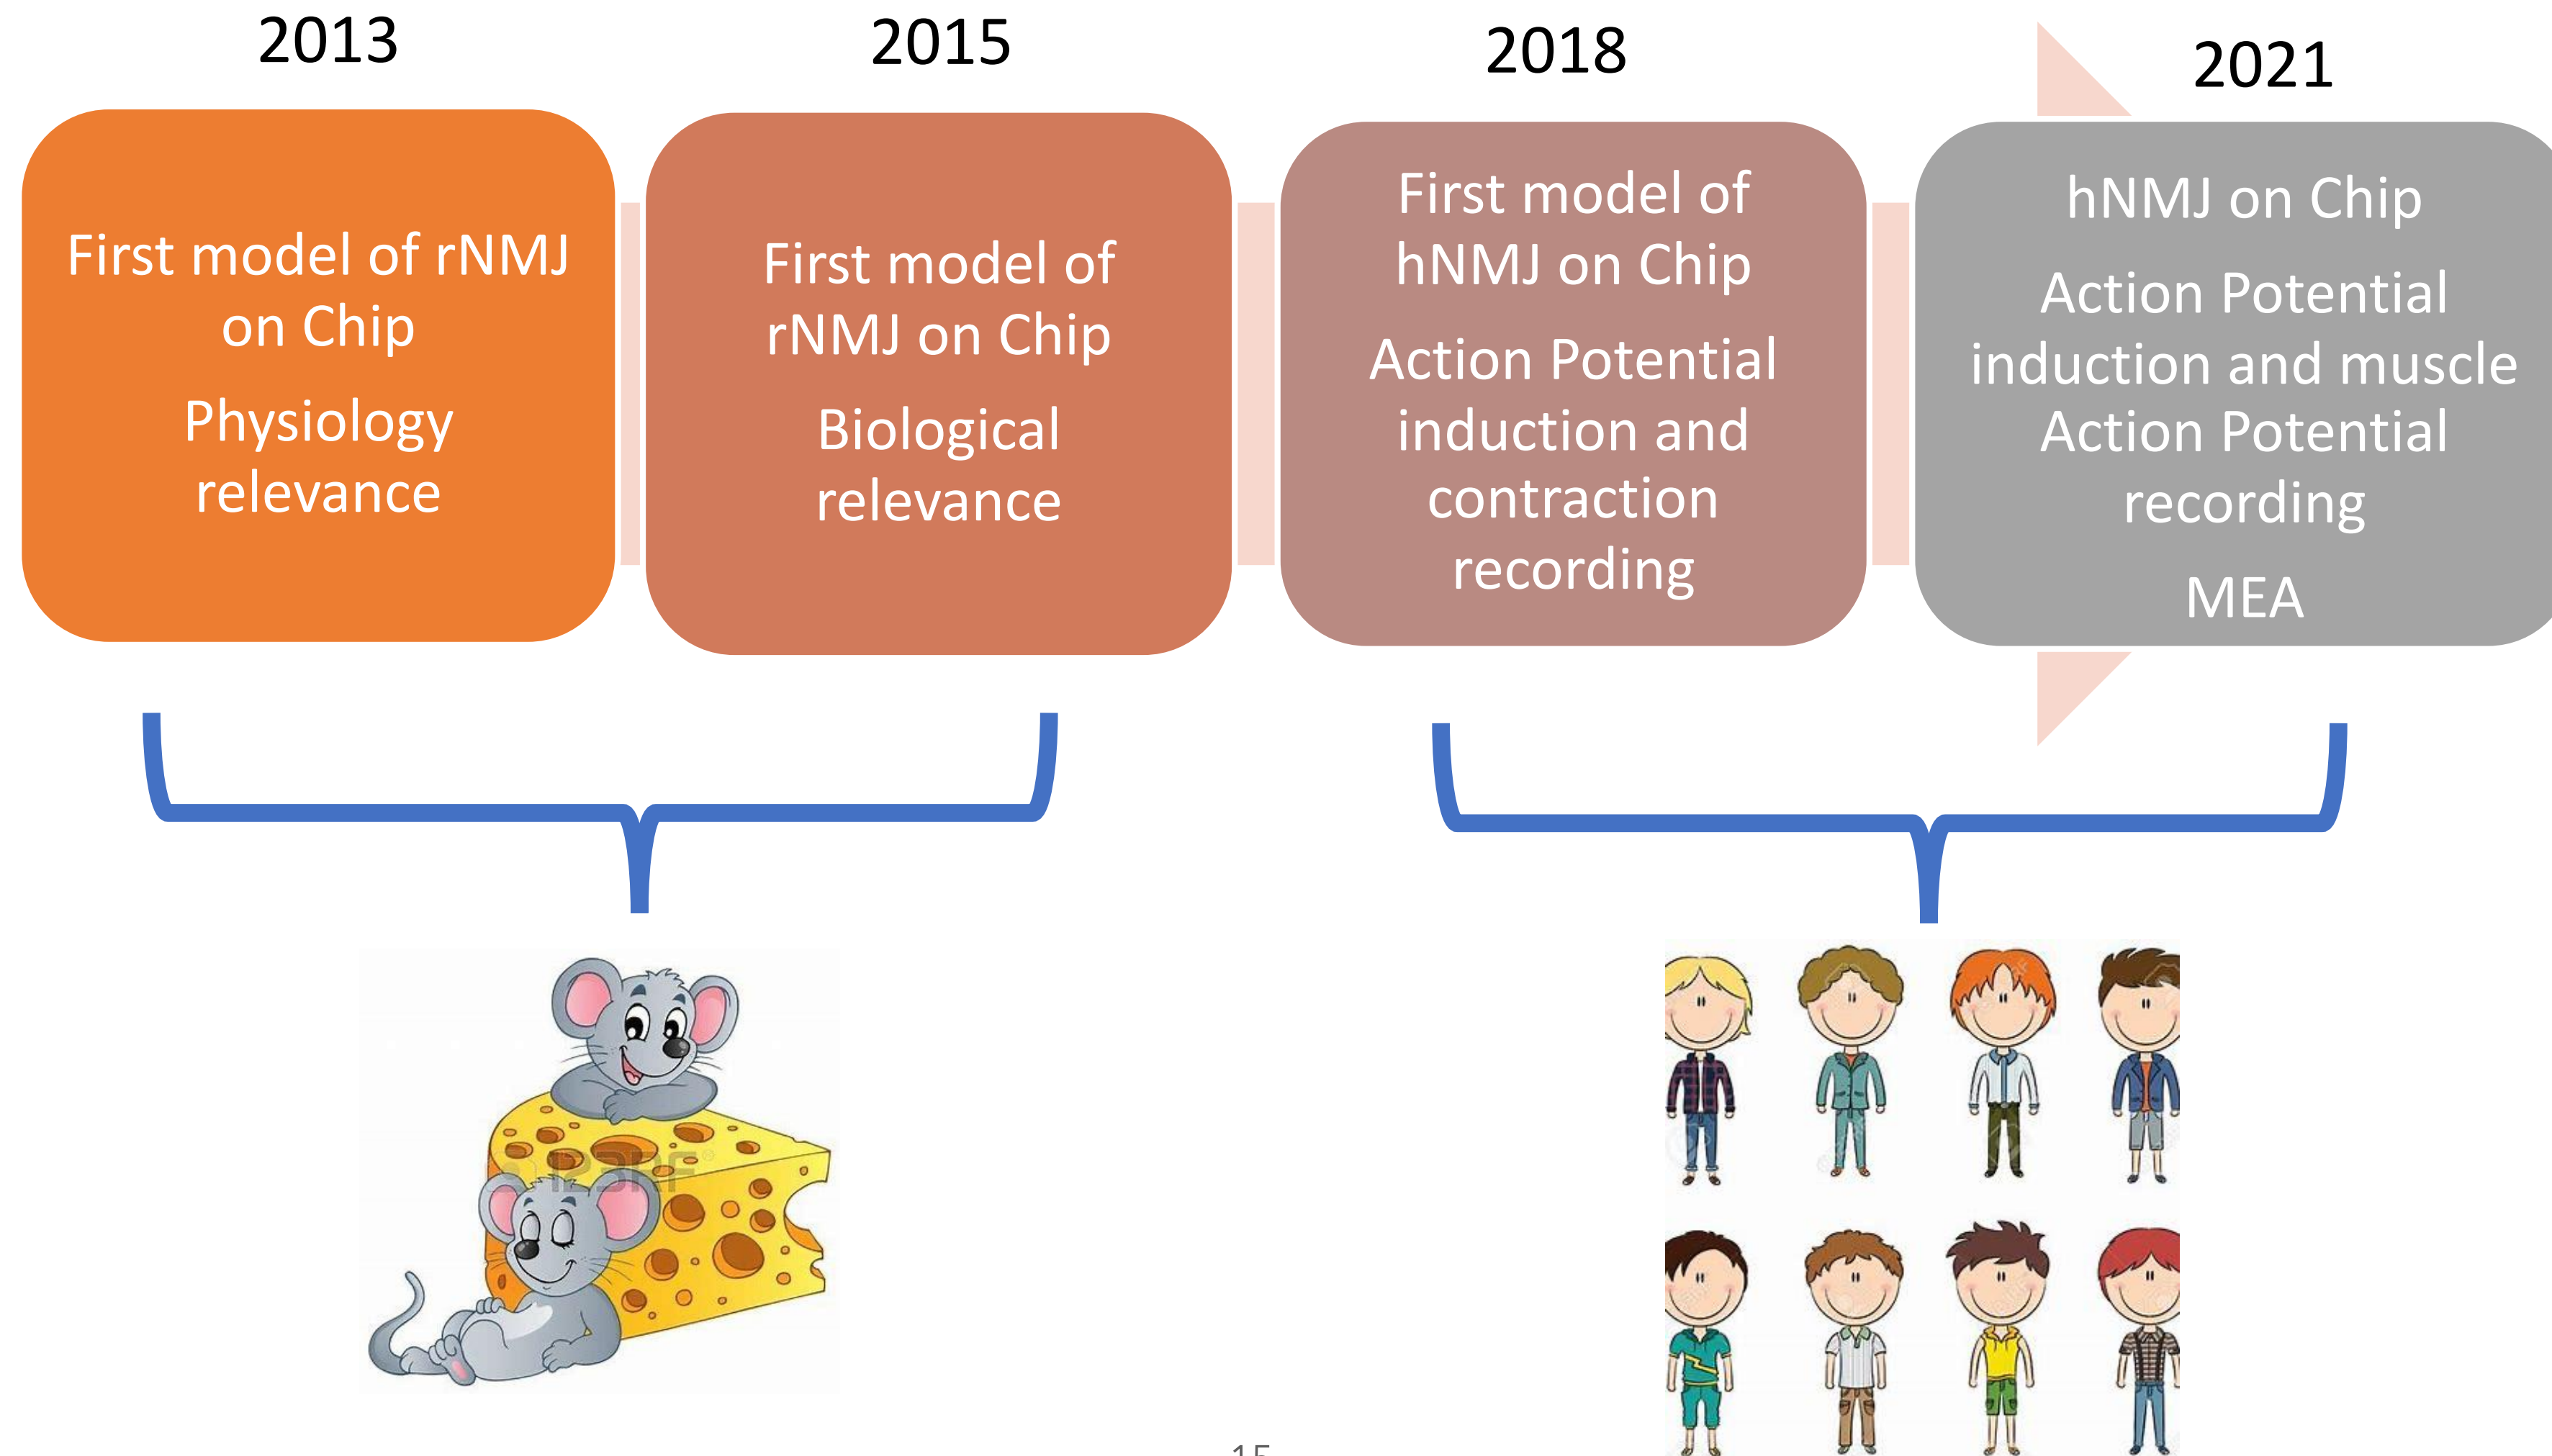 2013
First model of rNMJ
on Chip
Physiology
relevance
2015
First model of
rNMJ on Chip
Biological
relevance
2018
First model of
hNMJ on Chip
Action Potential
induction and
contraction
recording
2021
hNMJ on Chip
Action Potential
induction and muscle
Action Potential
recording
MEA
123RF
15